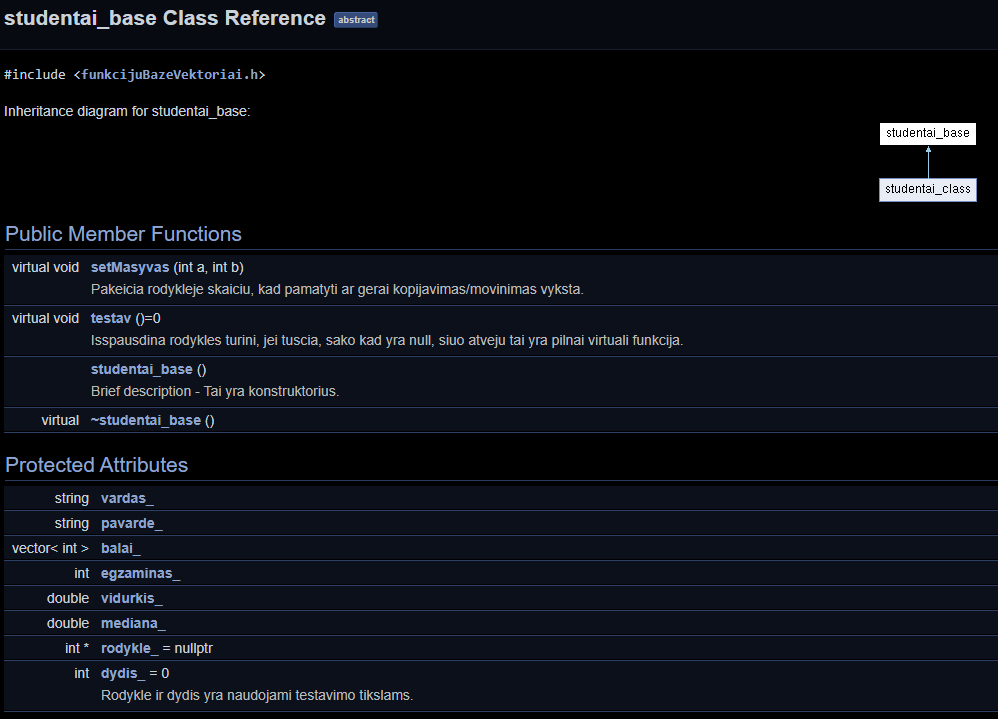 studentai_base Class Reference abstract
#include <funkcijuBazeVektoriai.h>
Inheritance diagram for studentai_base:
studentai_base
studentai_class
Public Member Functions
virtual void setMasyvas (int a, int b)
Pakeicia rodykleje skaiciu, kad pamatyti ar gerai kopijavimas/movinimas vyksta.
virtual void testav ()=0
Isspausdina rodykles turini, jei tuscia, sako kad yra null, siuo atveju tai yra pilnai virtuali funkcija.
studentai_base ()
Brief description - Tai yra konstruktorius.
virtual ~studentai_base ()
Protected Attributes
string vardas_
string pavarde_
vector< int > balai_
int egzaminas_
double vidurkis_
double mediana_
int * rodykle_ = nullptr
int dydis_ = 0
Rodykle ir dydis yra naudojami testavimo tikslams.